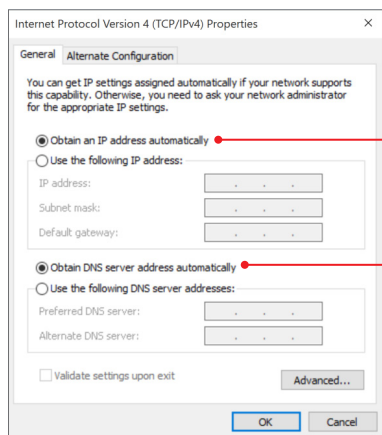 Internet Protocol Version 4 (TCP/IPv4) Properties
General Alternate Configuration
You can get IP settings assigned automatically if your network supports
this capability. Otherwise, you need to ask your network administrator
for the appropriate IP settings.
Obtain an IP address automatically
Use the following IP address:
IP address:
Subnet mask:
Default gateway:
Obtain DNS server address automatically
Use the following DNS server addresses:
Preferred DNS server:
Alternate DNS server:
Validate settings upon exit
Advanced...
OK Cancel